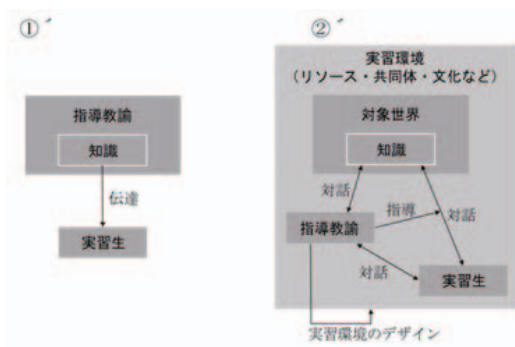 ①´
指導教諭
知識
伝達
実習生
②´
実習環境
（リソース・共同体・文化など）
対象世界
知識
対話
指導
対話
指導教諭
対話
実習生
実習環境のデザイン